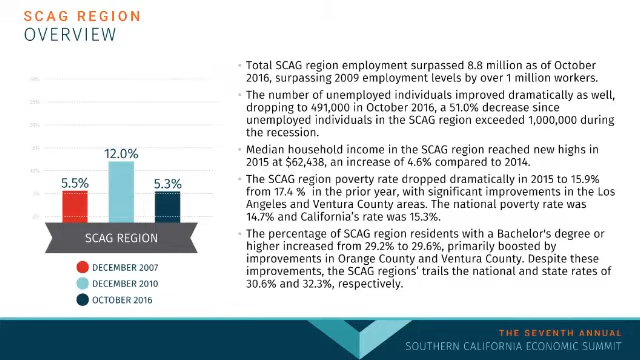 SCAG REGION
OVERVIEW
5.5%
12.0%
5.3%
SCAG REGION
DECEMBER 2007
DECEMBER 2010
OCTOBER 2016
• Total SCAG region employment surpassed 8.8 million as of October
2016, surpassing 2009 employment levels by over 1 million workers.
• The number of unemployed individuals improved dramatically as well,
dropping to 491,000 in October 2016, a 51.0% decrease since
unemployed individuals in the SCAG region exceeded 1,000,000 during
the recession.
• Median household income in the SCAG region reached new highs in
2015 at $62,438, an increase of 4.6% compared to 2014.
• The SCAG region poverty rate dropped dramatically in 2015 to 15.9%
from 17.4 % in the prior year, with significant improvements in the Los
Angeles and Ventura County areas. The national poverty rate was
14.7% and California's rate was 15.3%.
• The percentage of SCAG region residents with a Bachelor's degree or
higher increased from 29.2% to 29.6%, primarily boosted by
improvements in Orange County and Ventura County. Despite these
improvements, the SCAG regions' trails the national and state rates of
30.6% and 32.3%, respectively.
THE SEVENTH ANNUAL
SOUTHERN CALIFORNIA ECONOMIC SUMMIT